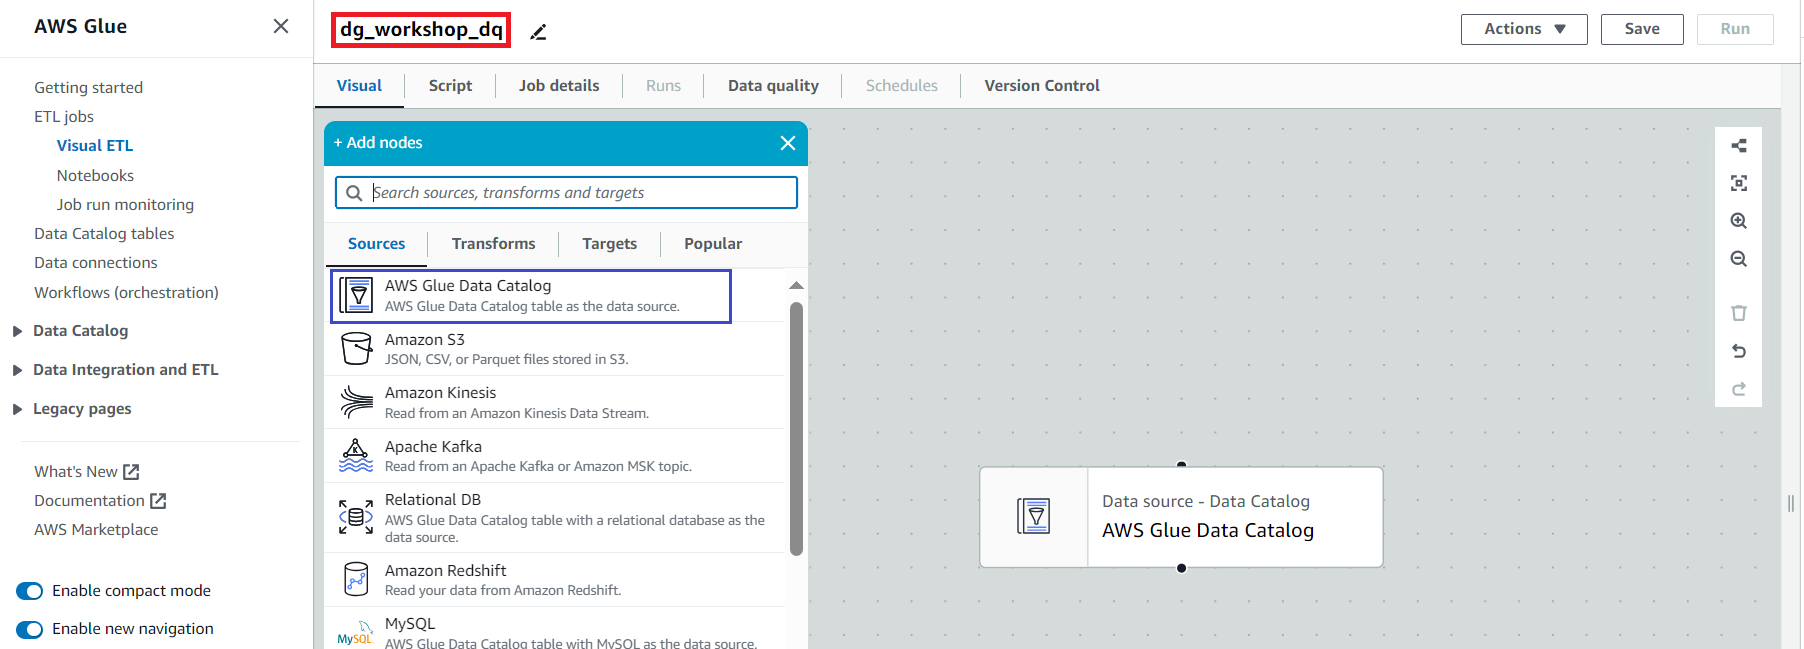 AWS Glue
Getting started
ETL jobs
Visual ETL
Notebooks
Job run monitoring
Data Catalog tables
Data connections
Workflows (orchestration)
Data Catalog
Data Integration and ETL
Legacy pages
What's New
Documentation
AWS Marketplace
Enable compact mode
Enable new navigation
dg_workshop_dq
Actions
Save
Run
Visual
Script
Job details
Runs
Data quality
Schedules
Version Control
+ Add nodes
Search sources, transforms and targets
Sources
Transforms
Targets
Popular
AWS Glue Data Catalog
AWS Glue Data Catalog table as the data source.
Amazon S3
JSON, CSV, or Parquet files stored in S3.
Amazon Kinesis
Read from an Amazon Kinesis Data Stream.
Apache Kafka
Read from an Apache Kafka or Amazon MSK topic.
Relational DB
AWS Glue Data Catalog table with a relational database as the
data source.
Amazon Redshift
Read your data from Amazon Redshift.
MySQL
MySQL
AWS Glue Data Catalog table with MySQL as the data source.
Data source - Data Catalog
AWS Glue Data Catalog